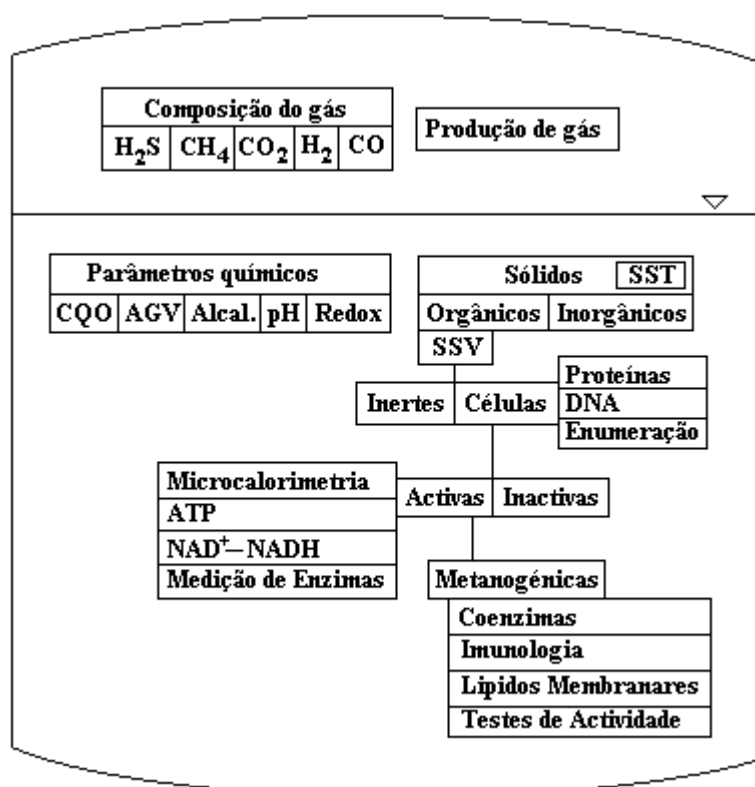 Composição do gás
H₂S CH₄ CO₂ H₂ CO
Produção de gás
Parâmetros químicos
CQO AGV Alcal. pH Redox
Sólidos SST
Orgânicos Inorgânicos
SSV
Inertes Células
Proteínas
DNA
Enumeração
Microcalorimetria
ATP
NAD⁺–NADH
Medição de Enzimas
Activas Inactivas
Metanogénicas
Coenzimas
Imunologia
Lípidos Membranares
Testes de Actividade